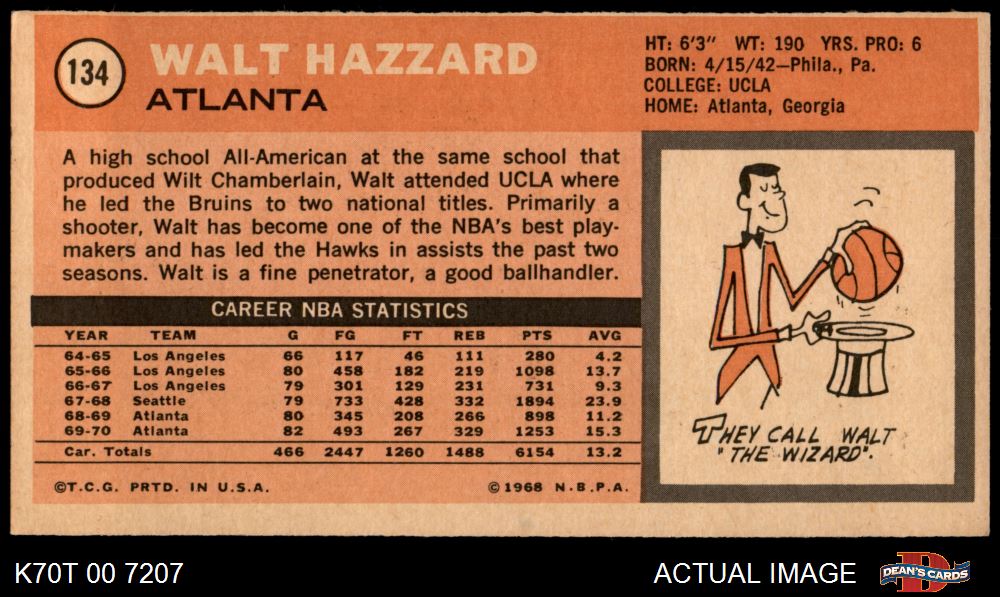 134
WALT HAZZARD
ATLANTA
HT: 6'3" WT: 190 YRS. PRO: 6
BORN: 4/15/42—Phila., Pa.
COLLEGE: UCLA
HOME: Atlanta, Georgia
A high school All-American at the same school that
produced Wilt Chamberlain, Walt attended UCLA where
he led the Bruins to two national titles. Primarily a
shooter, Walt has become one of the NBA's best play-
makers and has led the Hawks in assists the past two
seasons. Walt is a fine penetrator, a good ballhandler.
CAREER NBA STATISTICS
YEAR TEAM G FG FT REB PTS AVG
64-65 Los Angeles 66 117 46 111 280 4.2
65-66 Los Angeles 80 458 182 219 1098 13.7
66-67 Los Angeles 79 301 129 231 731 9.3
67-68 Seattle 79 733 428 332 1894 23.9
68-69 Atlanta 80 345 208 266 898 11.2
69-70 Atlanta 82 493 267 329 1253 15.3
Car. Totals 466 2447 1260 1488 6154 13.2
©T.C.G. PRTD. IN U.S.A. ©1968 N.B.P.A.
THEY CALL WALT
"THE WIZARD".
K70T 00 7207
ACTUAL IMAGE
D
DEAN'S CARDS